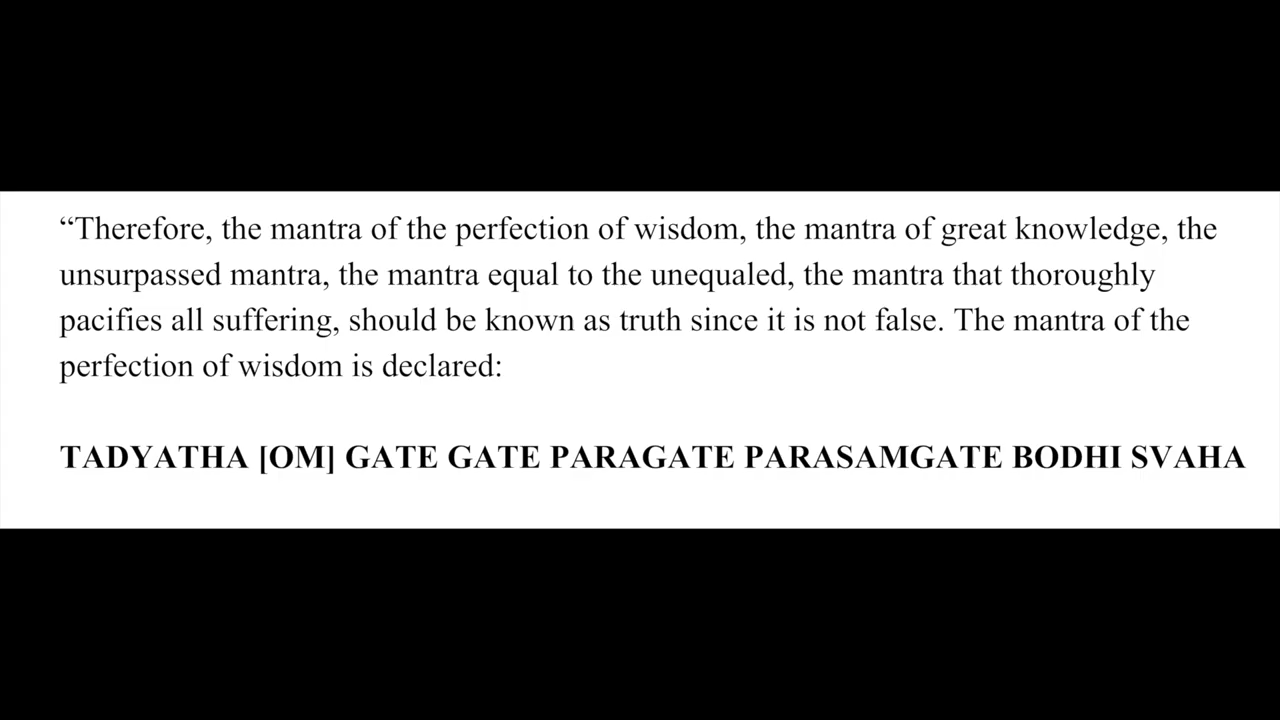 “Therefore, the mantra of the perfection of wisdom, the mantra of great knowledge, the
unsurpassed mantra, the mantra equal to the unequaled, the mantra that thoroughly
pacifies all suffering, should be known as truth since it is not false. The mantra of the
perfection of wisdom is declared:
TADYATHA [OM] GATE GATE PARAGATE PARASAMGATE BODHI SVAHA